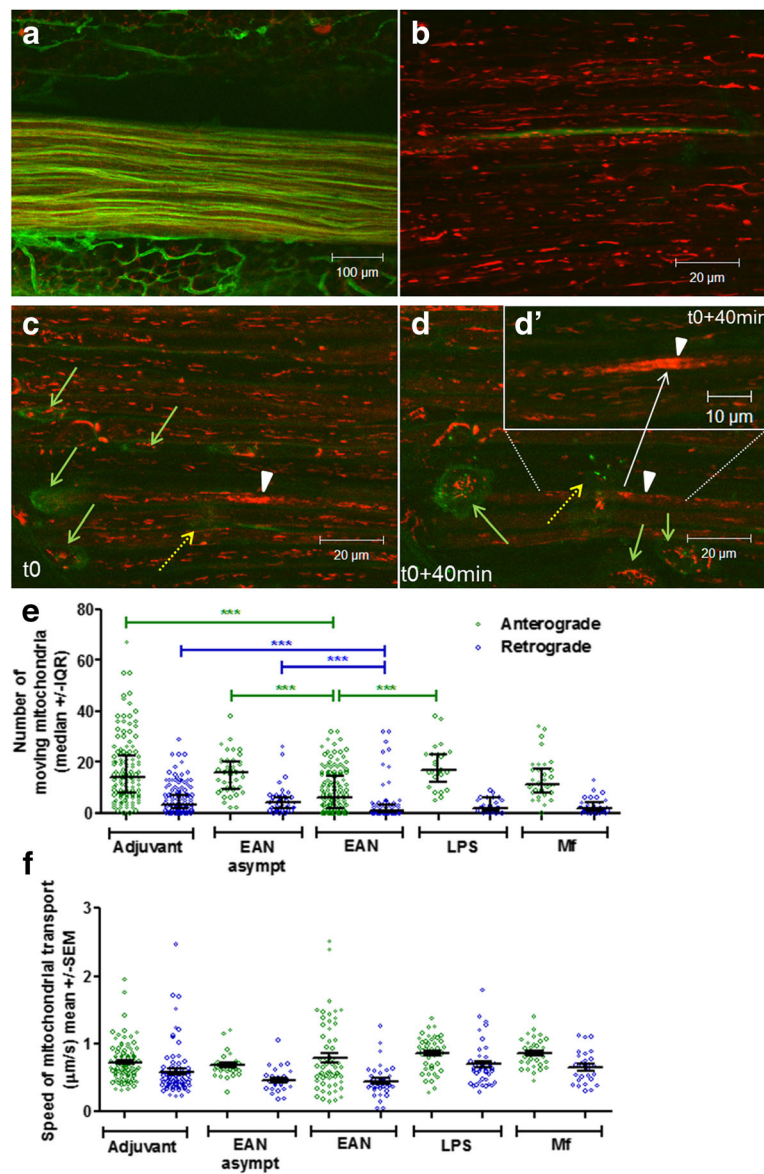 a
100 µm
b
20 µm
c
t0
20 µm
d
d'
t0+40min
10 µm
20 µm
t0+40min
e
Number of
moving mitochondria
(median +/-IQR)
80
60
40
20
0
***
***
***
***
***
Anterograde
Retrograde
Adjuvant
EAN
asympt
EAN
LPS
Mf
f
Speed of mitochondrial transport
(µm/s) mean +/-SEM
3
2
1
0
Adjuvant
EAN
asympt
EAN
LPS
Mf